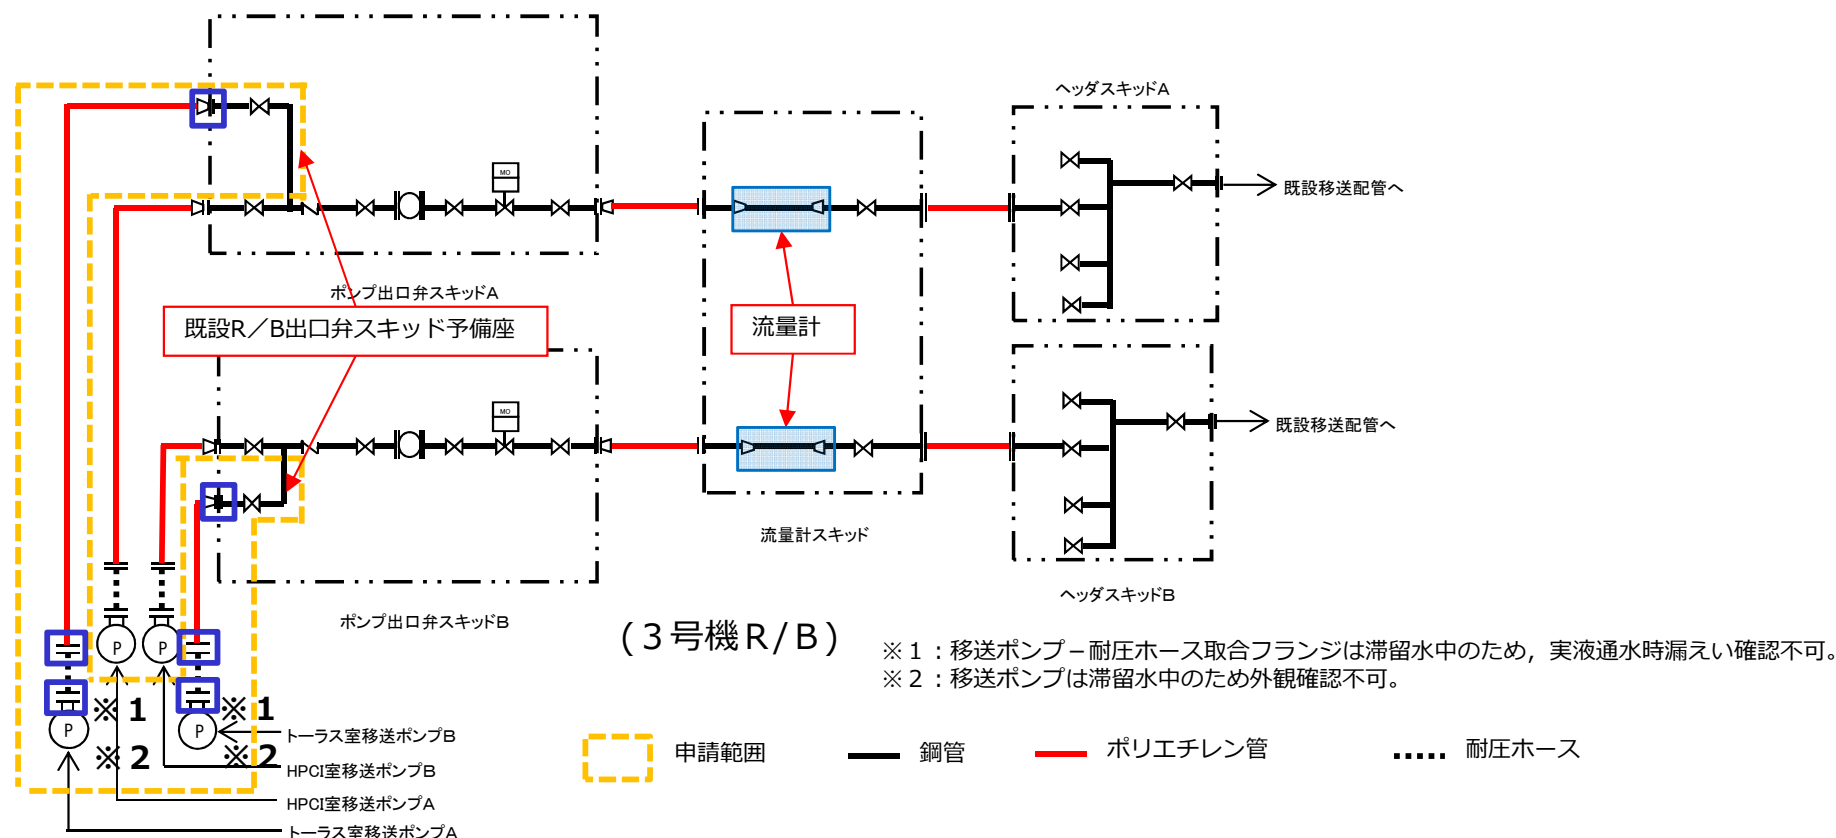 ヘッダスキッドA
MO
既設移送配管へ
ポンプ出口弁スキッドA
既設R／B出口弁スキッド予備座
流量計
MO
既設移送配管へ
流量計スキッド
ヘッダスキッドB
ポンプ出口弁スキッドB
(３号機R/B)
※１：移送ポンプ－耐圧ホース取合フランジは滞留水中のため，実液通水時漏えい確認不可。
※２：移送ポンプは滞留水中のため外観確認不可。
P
P
P
P
※1
※1
※2
※2
トーラス室移送ポンプB
HPCI室移送ポンプB
HPCI室移送ポンプA
トーラス室移送ポンプA
申請範囲
鋼管
ポリエチレン管
耐圧ホース